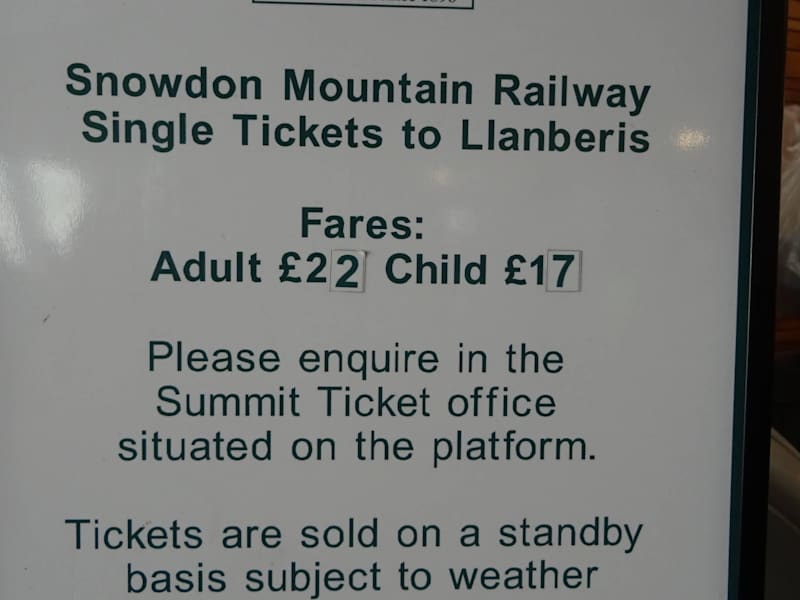 Snowdon Mountain Railway
Single Tickets to Llanberis
Fares:
Adult £22 Child £17
Please enquire in the
Summit Ticket office
situated on the platform.
Tickets are sold on a standby
basis subject to weather